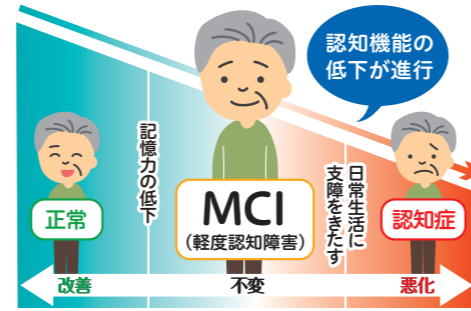 認知機能の
低下が進行
正常
記憶力の低下
MCI
(軽度認知障害)
日常生活に
支障をきたす
認知症
改善
不変
悪化